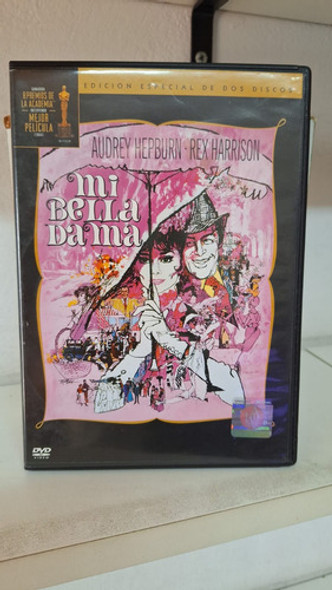 EDICIÓN ESPECIAL DE DOS DISCOS
8 PREMIOS DE
LA ACADEMIA
MEJOR
PELÍCULA
AUDREY HEPBURN · REX HARRISON
MI
BELLA
DAMA
DVD
VIDEO